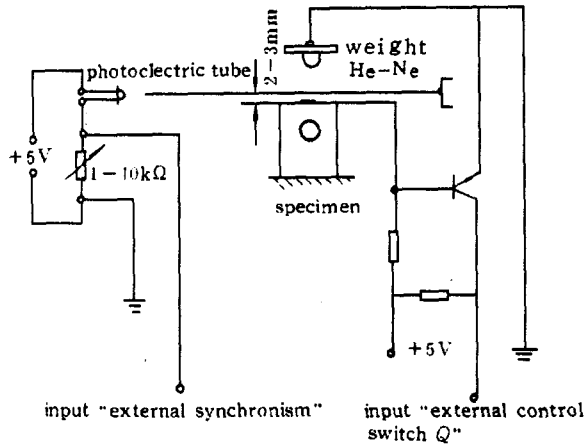 2-3mm
weight
He-Ne
photoclectric tube
+5V
1-10kΩ
specimen
+5V
input "external synchronism"
input "external control
switch Q"